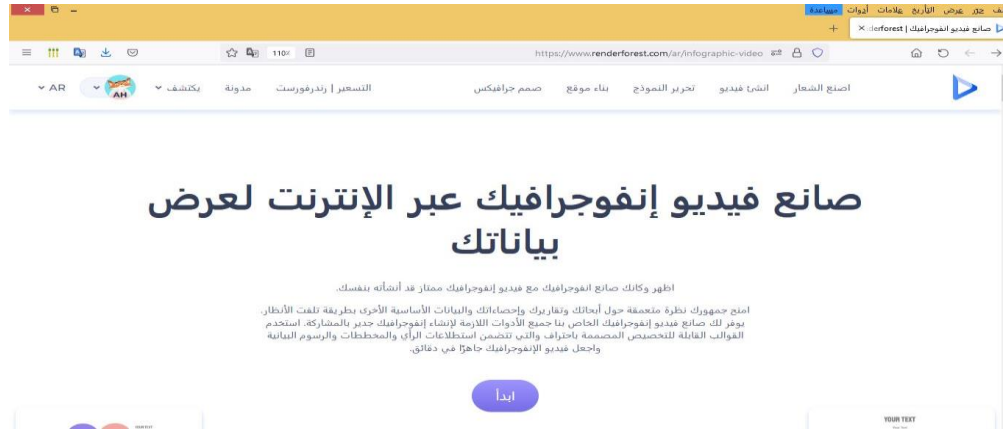 حرر عرض التأريخ علامات أدوات مساعدة
صانع فيديو انفوجرافيك | derforest
https://www.renderforest.com/ar/infographic-video
110%
اصنع الشعار انشئ فيديو تحرير النموذج بناء موقع صمم جرافيكس التسعير | رندرفورست مدونة يكتشف AH AR
صانع فيديو إنفوجرافيك عبر الإنترنت لعرض
بياناتك
اظهر وكانك صانع انفوجرافيك مع فيديو إنفوجرافيك ممتاز قد أنشأته بنفسك.
امنح جمهورك نظرة متعمقة حول أبحاثك وتقاريرك وإحصاءاتك والبيانات الأساسية الأخرى بطريقة تلفت الأنظار.
يوفر لك صانع فيديو إنفوجرافيك الخاص بنا جميع الأدوات اللازمة لإنشاء إنفوجرافيك جدير بالمشاركة. استخدم
القوالب القابلة للتخصيص المصممة باحتراف والتي تتضمن استطلاعات الرأي والمخططات والرسوم البيانية
واجعل فيديو الإنفوجرافيك جاهزًا في دقائق.
ابدأ
YOUR TEXT